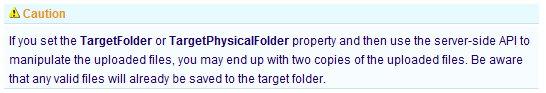 Caution
If you set the TargetFolder or TargetPhysicalFolder property and then use the server-side API to
manipulate the uploaded files, you may end up with two copies of the uploaded files. Be aware
that any valid files will already be saved to the target folder.